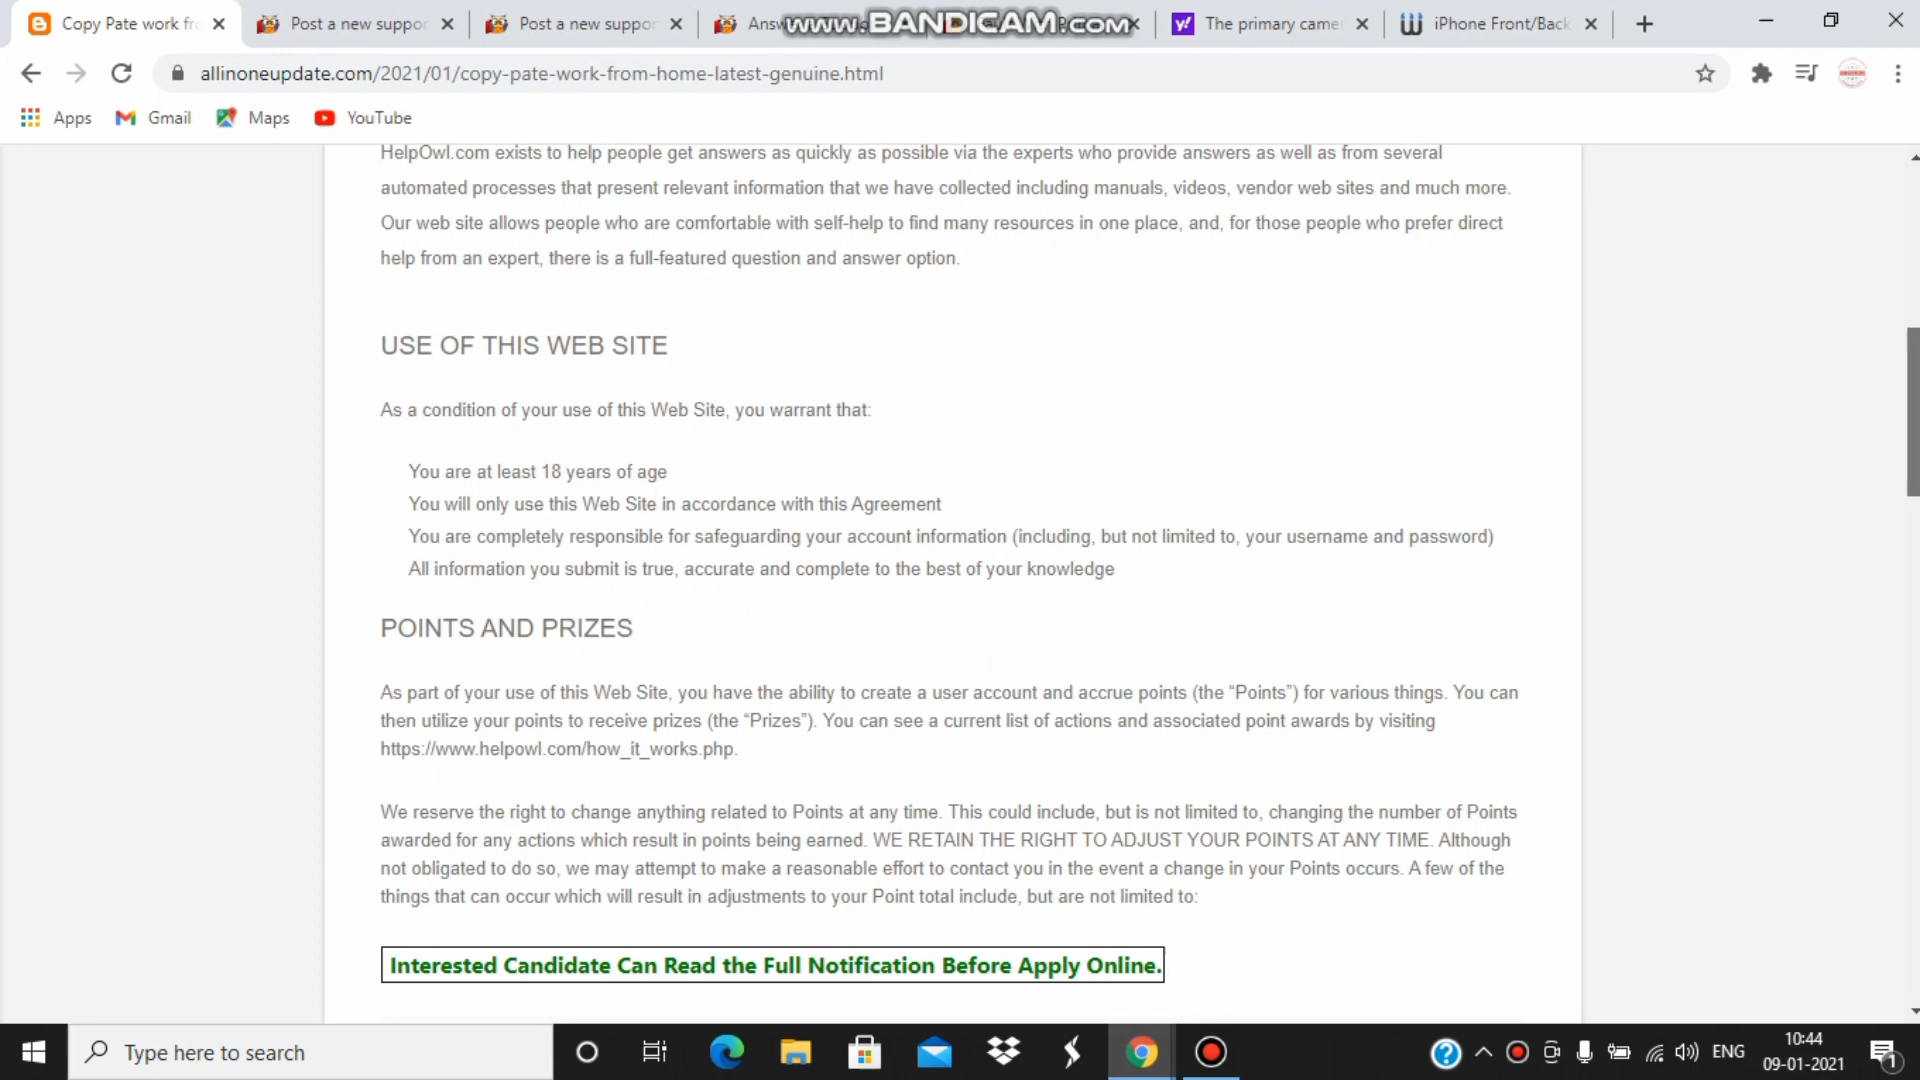 Copy Pate work fr
Post a new suppor
Post a new suppor
Answ
www.BANDICAM.com
The primary came
iPhone Front/Back
allinoneupdate.com/2021/01/copy-pate-work-from-home-latest-genuine.html
Apps
Gmail
Maps
YouTube
HelpOwl.com exists to help people get answers as quickly as possible via the experts who provide answers as well as from several
automated processes that present relevant information that we have collected including manuals, videos, vendor web sites and much more.
Our web site allows people who are comfortable with self-help to find many resources in one place, and, for those people who prefer direct
help from an expert, there is a full-featured question and answer option.
USE OF THIS WEB SITE
As a condition of your use of this Web Site, you warrant that:
You are at least 18 years of age
You will only use this Web Site in accordance with this Agreement
You are completely responsible for safeguarding your account information (including, but not limited to, your username and password)
All information you submit is true, accurate and complete to the best of your knowledge
POINTS AND PRIZES
As part of your use of this Web Site, you have the ability to create a user account and accrue points (the “Points”) for various things. You can
then utilize your points to receive prizes (the “Prizes”). You can see a current list of actions and associated point awards by visiting
https://www.helpowl.com/how_it_works.php.
We reserve the right to change anything related to Points at any time. This could include, but is not limited to, changing the number of Points
awarded for any actions which result in points being earned. WE RETAIN THE RIGHT TO ADJUST YOUR POINTS AT ANY TIME. Although
not obligated to do so, we may attempt to make a reasonable effort to contact you in the event a change in your Points occurs. A few of the
things that can occur which will result in adjustments to your Point total include, but are not limited to:
Interested Candidate Can Read the Full Notification Before Apply Online.
Type here to search
ENG
10:44
09-01-2021
1